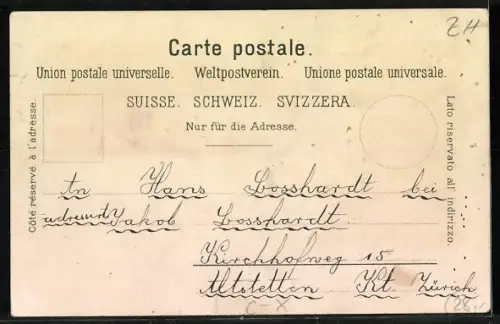 ZH
Carte postale.
Union postale universelle. Weltpostverein. Unione postale universale.
SUISSE. SCHWEIZ. SVIZZERA.
Nur für die Adresse.
Côté réservé à l'adresse.
Lato riservato all' indirizzo.
An Hans Bosshardt bei
Jakob Bosshardt.
Kirchholweg 15
Altstetten Kt. Zürich
C-X